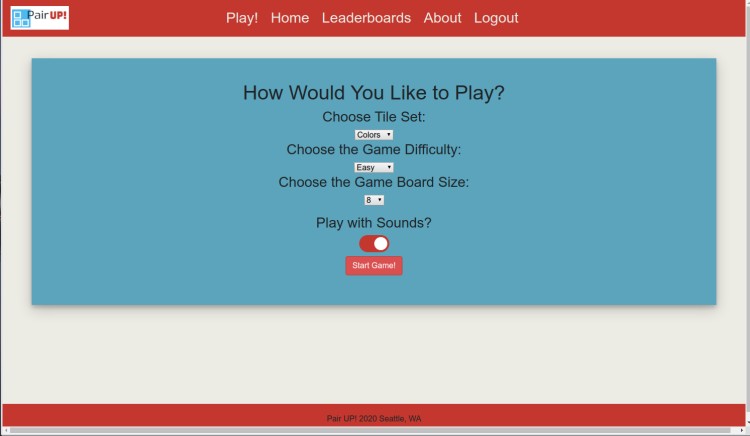 Pair UP!
Play! Home Leaderboards About Logout
How Would You Like to Play?
Choose Tile Set:
Colors
Choose the Game Difficulty:
Easy
Choose the Game Board Size:
8
Play with Sounds?
Start Game!
Pair UP! 2020 Seattle, WA